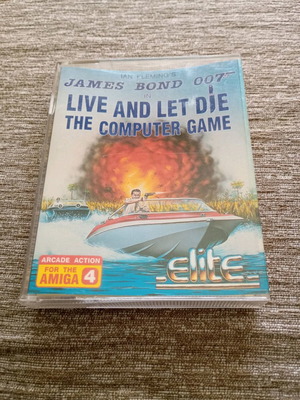 IAN FLEMING'S
JAMES BOND 007
IN
LIVE AND LET DIE
THE COMPUTER GAME
ARCADE ACTION
FOR THE
AMIGA 4
elite